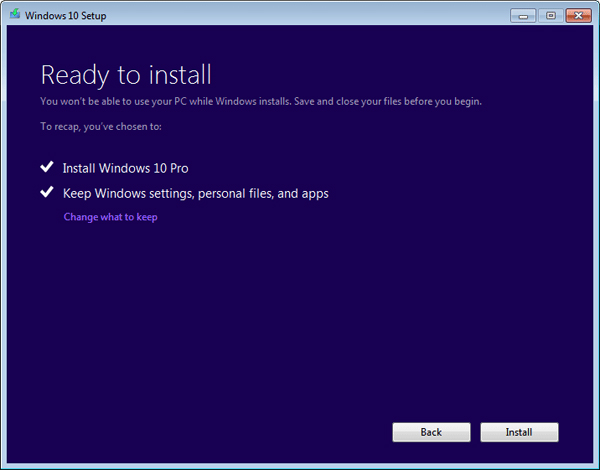 Windows 10 Setup
Ready to install
You won't be able to use your PC while Windows installs. Save and close your files before you begin.
To recap, you've chosen to:
Install Windows 10 Pro
Keep Windows settings, personal files, and apps
Change what to keep
Back
Install